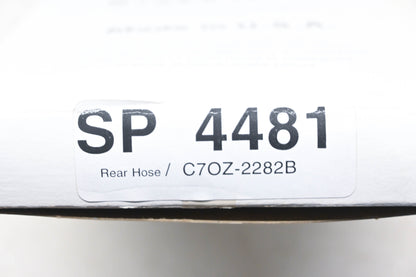 SP 4481
Rear Hose / C7OZ-2282B